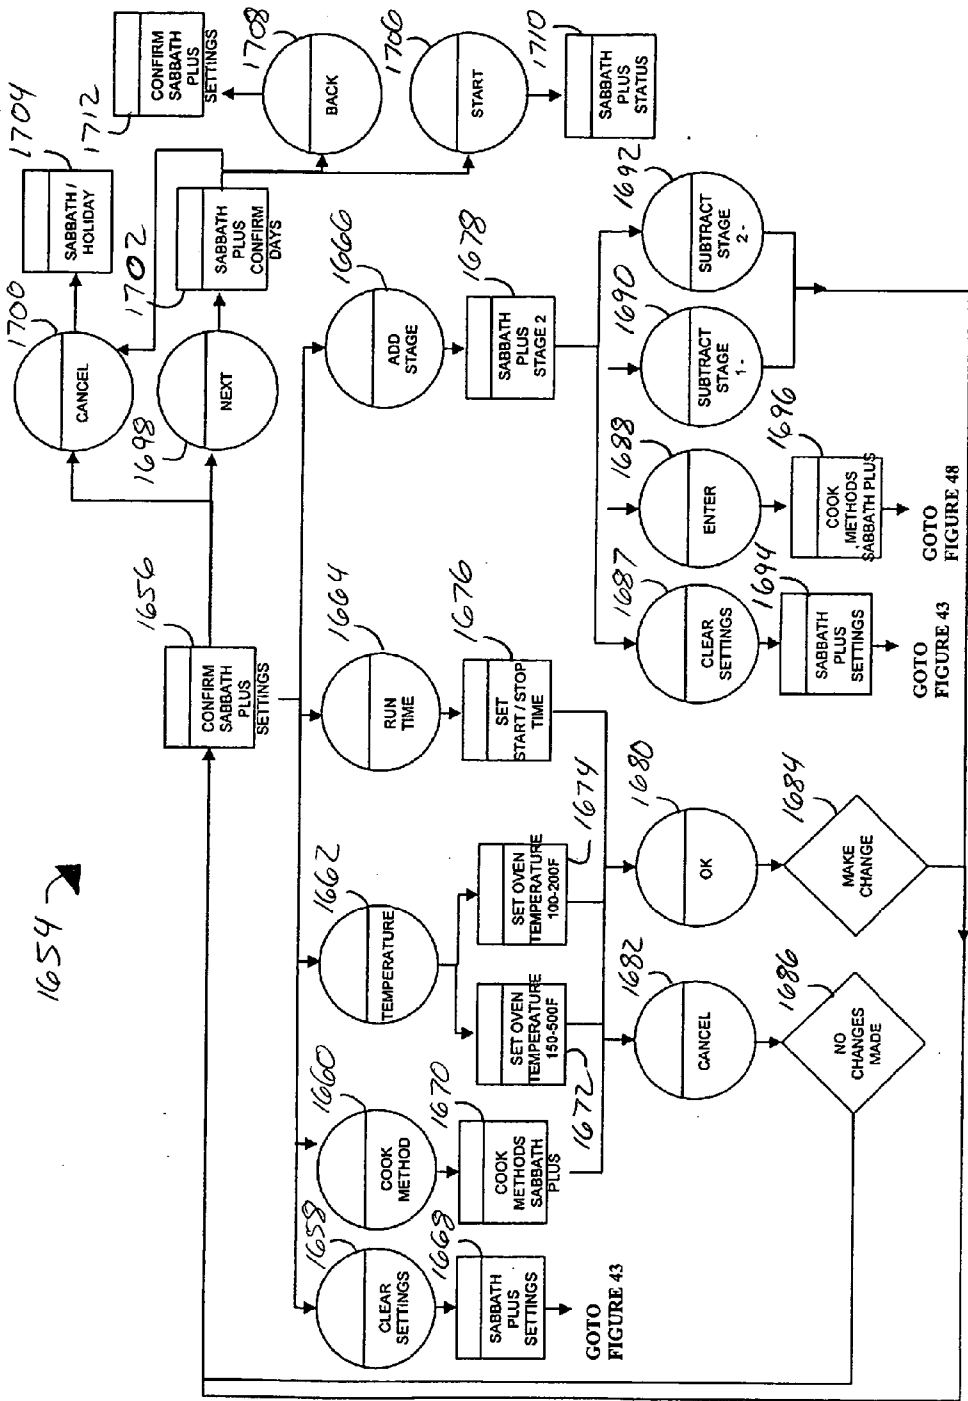 1654
1656
CONFIRM
SABBATH
PLUS
SETTINGS
1700
CANCEL
1704
SABBATH /
HOLIDAY
1698
NEXT
1702
SABBATH
PLUS
CONFIRM
DAYS
1712
CONFIRM
SABBATH
PLUS
SETTINGS
1708
BACK
1706
START
1710
SABBATH
PLUS
STATUS
1658
CLEAR
SETTINGS
1660
COOK
METHOD
1662
TEMPERATURE
1664
RUN
TIME
1666
ADD
STAGE
1668
SABBATH
PLUS
SETTINGS
GOTO
FIGURE 43
1670
COOK
METHODS
SABBATH
PLUS
1672
SET OVEN
TEMPERATURE
150-500F
1674
SET OVEN
TEMPERATURE
100-200F
1676
SET
START / STOP
TIME
1678
SABBATH
PLUS
STAGE 2
1682
CANCEL
1680
OK
1687
CLEAR
SETTINGS
1688
ENTER
1690
SUBTRACT
STAGE
1 -
1692
SUBTRACT
STAGE
2 -
1686
NO
CHANGES
MADE
1684
MAKE
CHANGE
1694
SABBATH
PLUS
SETTINGS
GOTO
FIGURE 43
1696
COOK
METHODS
SABBATH PLUS
GOTO
FIGURE 48